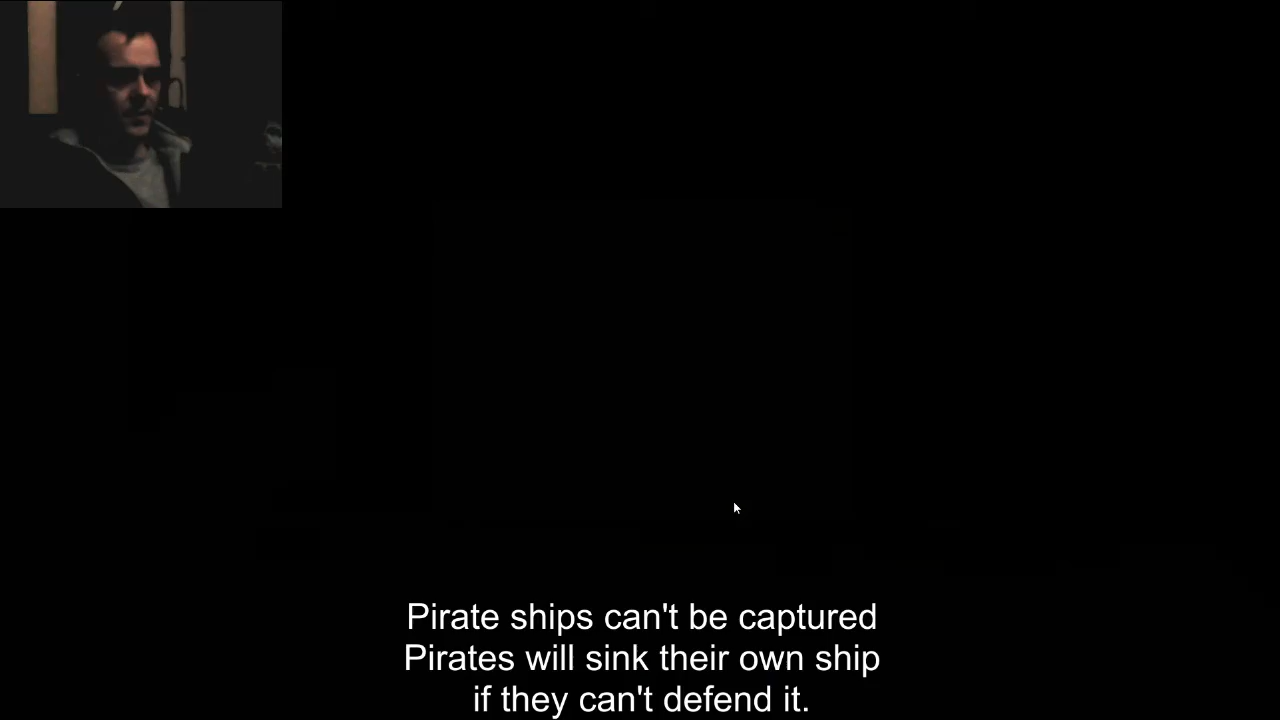 Pirate ships can't be captured
Pirates will sink their own ship
if they can't defend it.